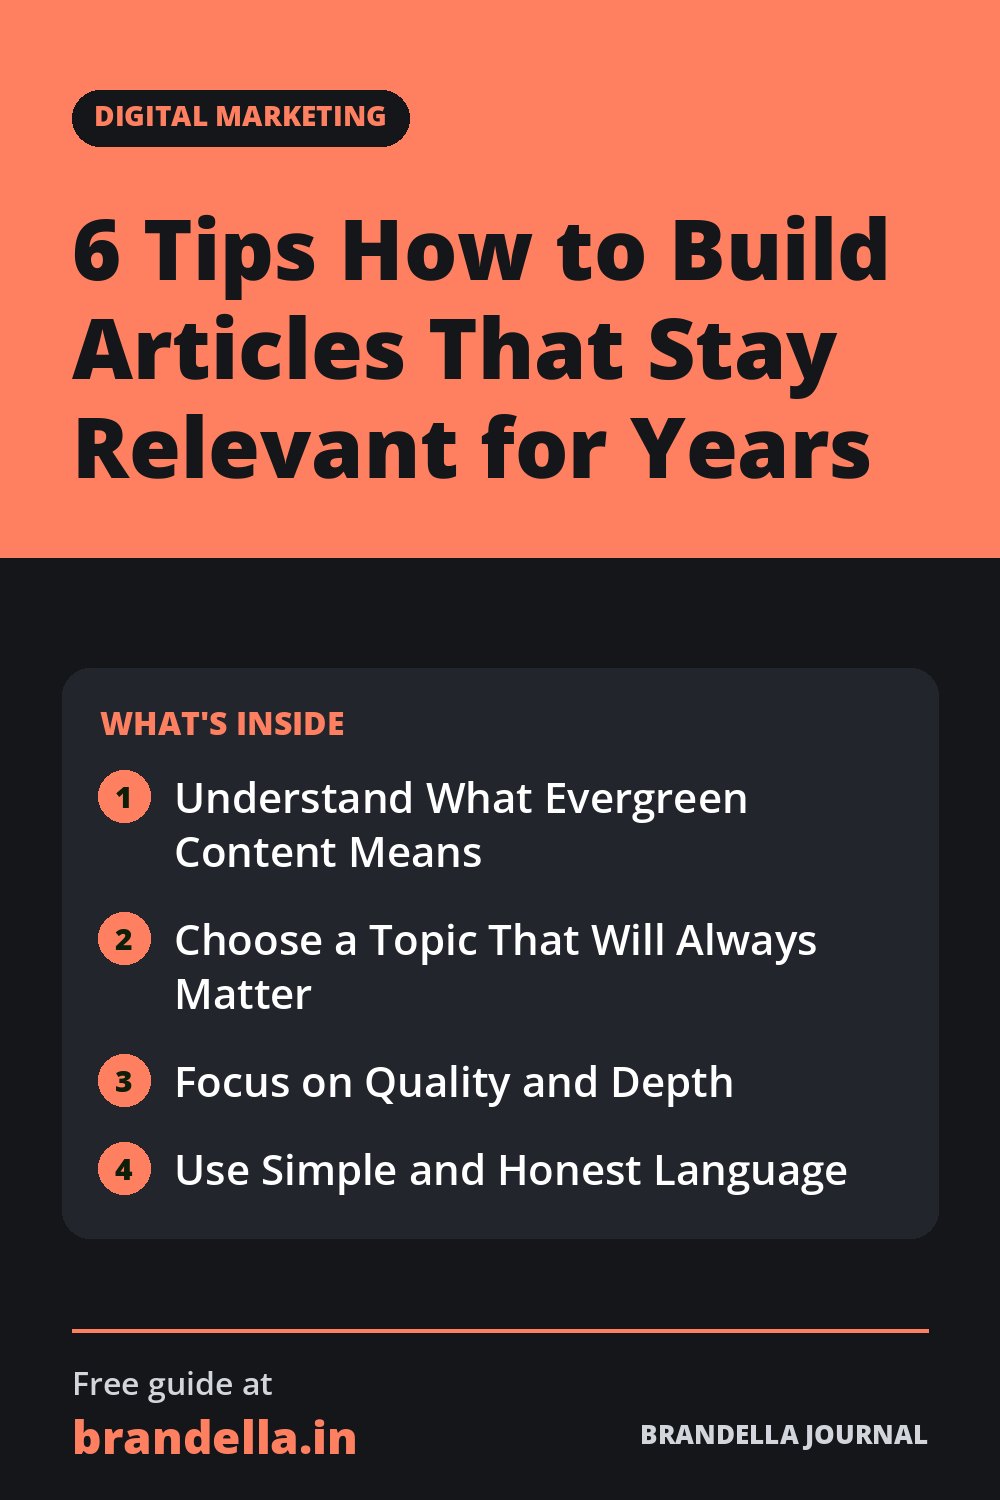 DIGITAL MARKETING
6 Tips How to Build
Articles That Stay
Relevant for Years
WHAT'S INSIDE
1 Understand What Evergreen
Content Means
2 Choose a Topic That Will Always
Matter
3 Focus on Quality and Depth
4 Use Simple and Honest Language
Free guide at
brandella.in
BRANDELLA JOURNAL